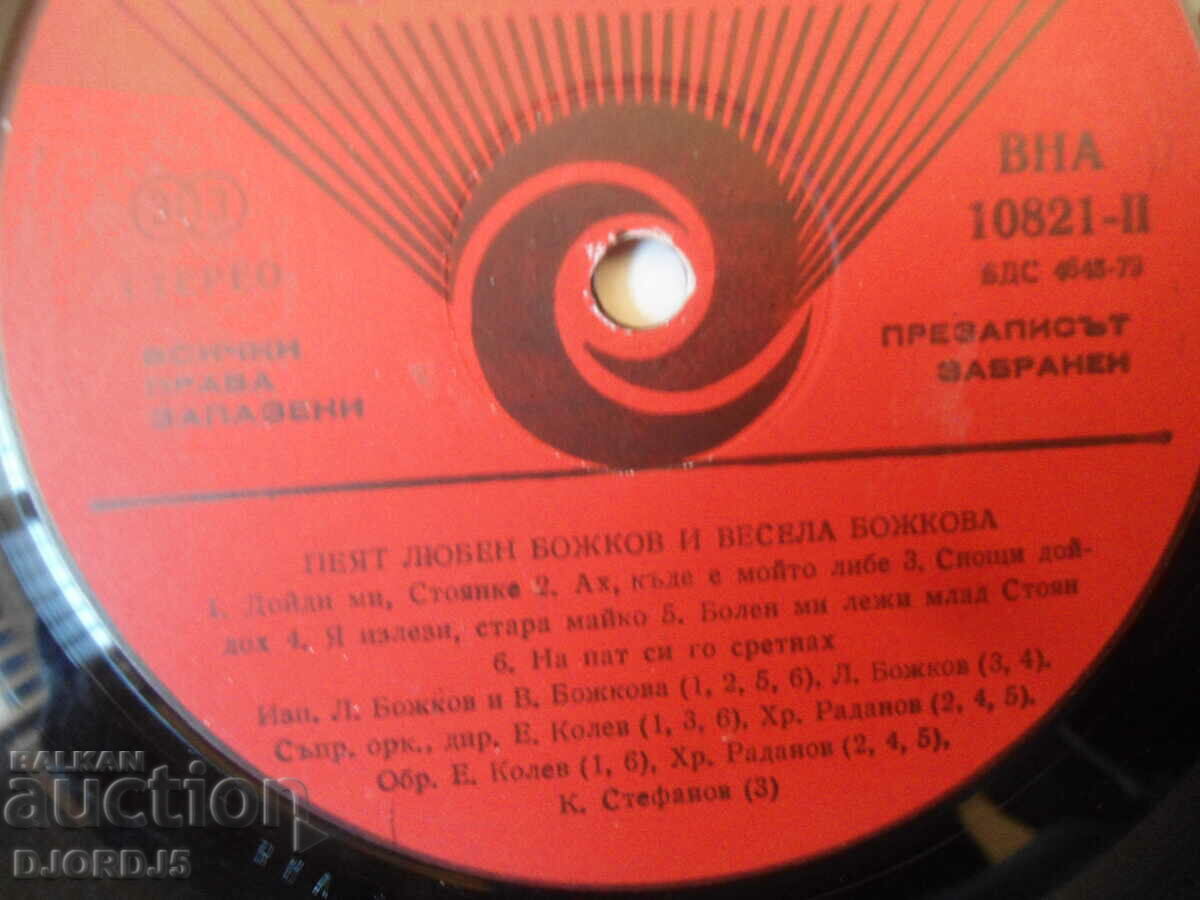 ВНА
10821-II
СТЕРЕО
БДС 4645-73
ВСИЧКИ
ПРАВА
ЗАПАЗЕНИ
ПРЕЗАПИСЪТ
ЗАБРАНЕН
ПЕЯТ ЛЮБЕН БОЖКОВ И ВЕСЕЛА БОЖКОВА
1. Дойди ми, Стоянке 2. Ах, къде е мойто либе 3. Снощи дой-
дох 4. Я излези, стара майко 5. Болен ми лежи млад Стоян
6. На пат си го сретнах
Изп. Л. Божков и В. Божкова (1, 2, 5, 6), Л. Божков (3, 4).
Съпр. орк., дир. Е. Колев (1, 3, 6), Хр. Раданов (2, 4, 5).
Обр. Е. Колев (1, 6), Хр. Раданов (2, 4, 5),
К. Стефанов (3)
BALKAN
auction
DJORDJ5